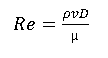 Re = ρvD / μ